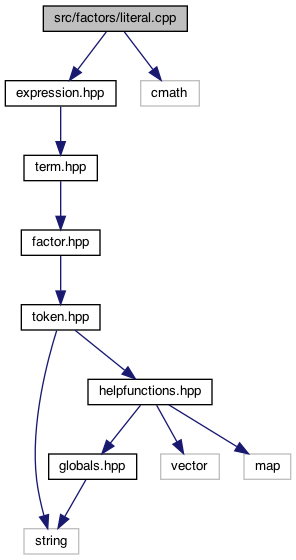 src/factors/literal.cpp
expression.hpp
cmath
term.hpp
factor.hpp
token.hpp
helpfunctions.hpp
globals.hpp
vector
map
string